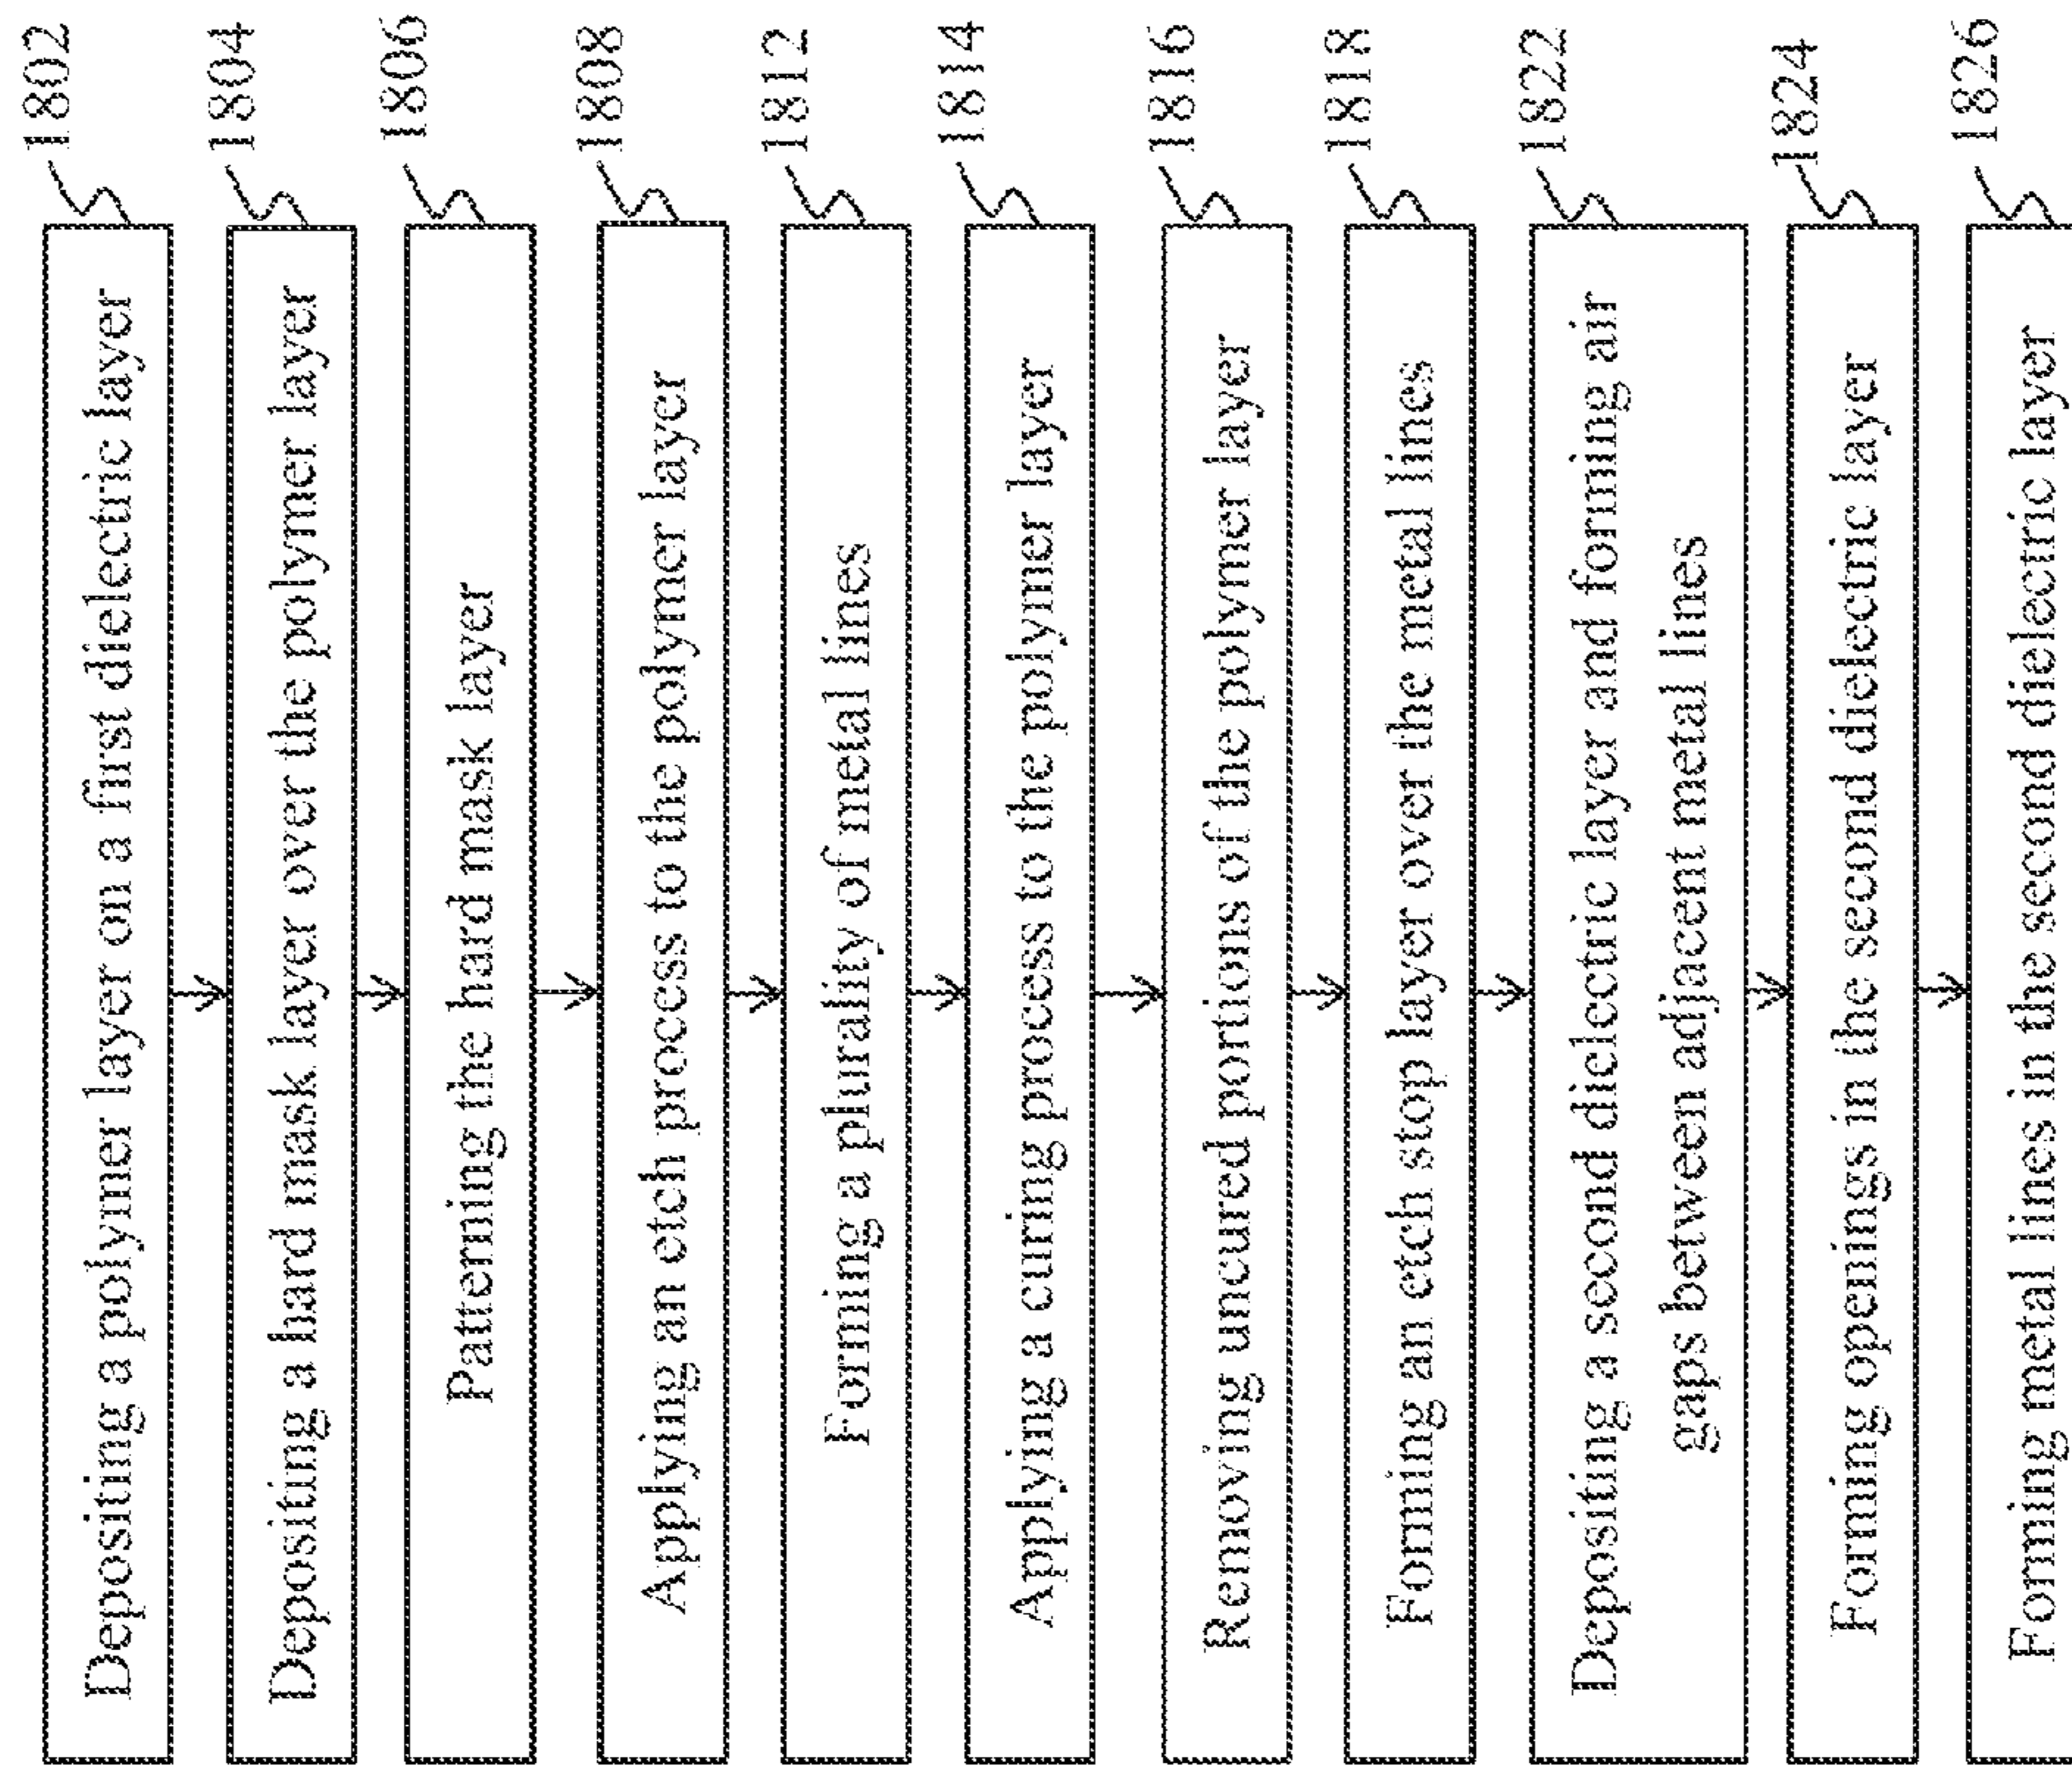 Depositing a polymer layer on a first dielectric layer
1802
Depositing a hard mask layer over the polymer layer
1804
Patterning the hard mask layer
1806
Applying an etch process to the polymer layer
1808
Forming a plurality of metal lines
1812
Applying a curing process to the polymer layer
1814
Removing uncured portions of the polymer layer
1816
Forming an etch stop layer over the metal lines
1818
Depositing a second dielectric layer and forming air
gaps between adjacent metal lines
1822
Forming openings in the second dielectric layer
1824
Forming metal lines in the second dielectric layer
1826